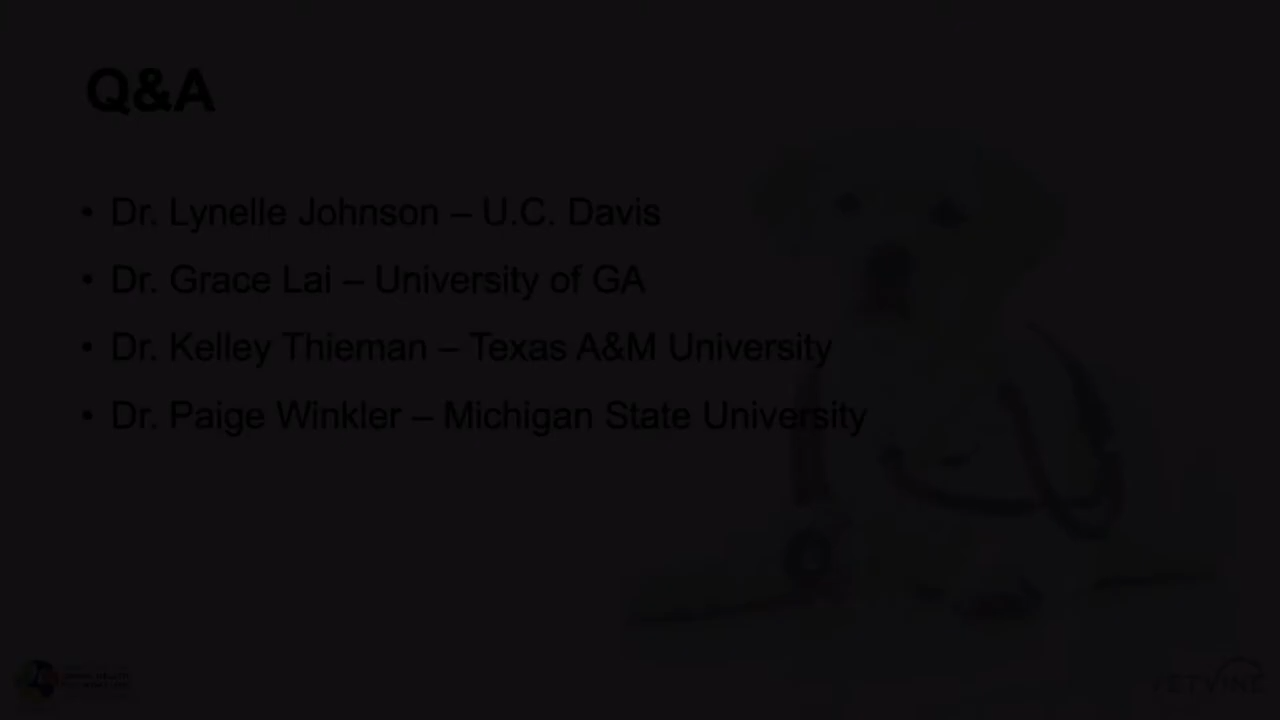 Q&A
• Dr. Lynelle Johnson – U.C. Davis
• Dr. Grace Lai – University of GA
• Dr. Kelley Thieman – Texas A&M University
• Dr. Paige Winkler – Michigan State University
VETVINE